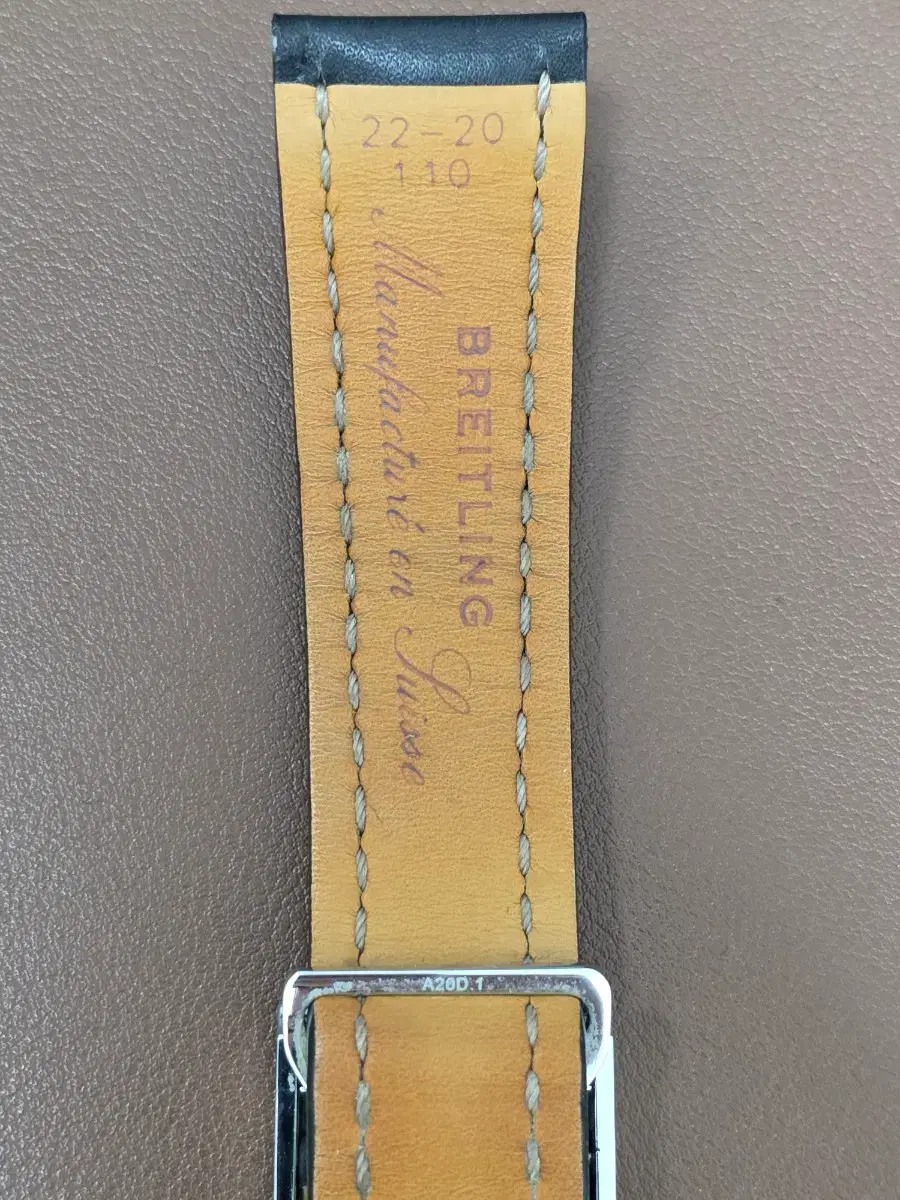 22-20
110
BREITLING
Manufacturé en Suisse
A20D.1